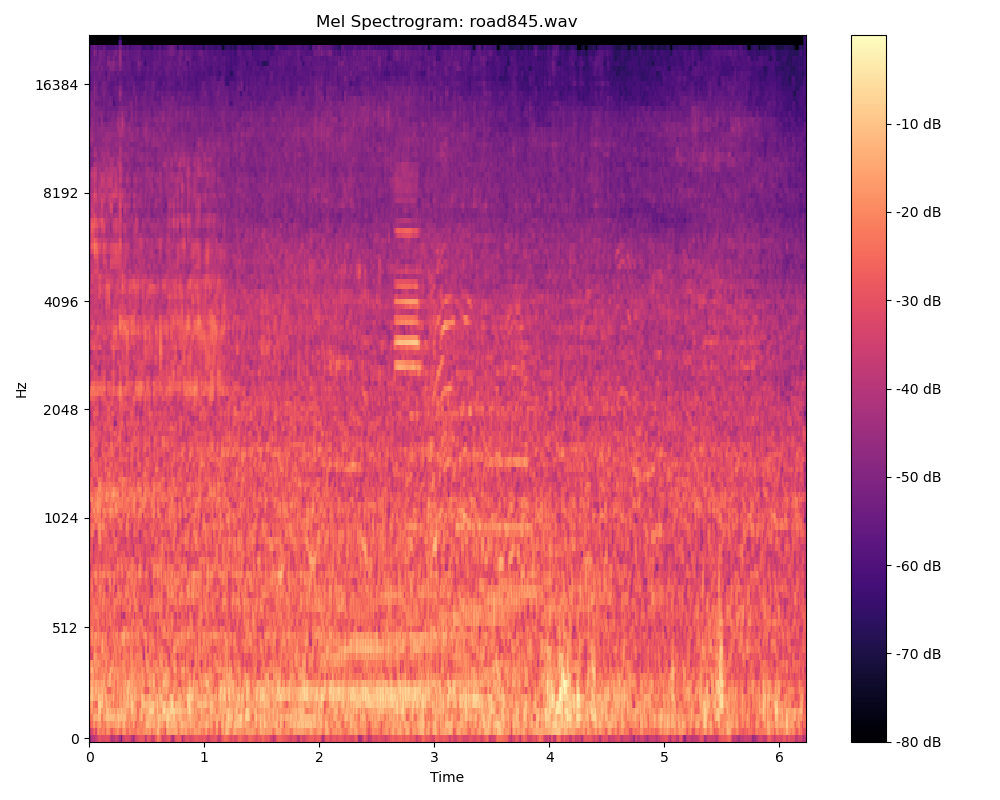 Mel Spectrogram: road845.wav
16384
8192
4096
2048
1024
512
0
Hz
0 1 2 3 4 5 6
Time
-10 dB
-20 dB
-30 dB
-40 dB
-50 dB
-60 dB
-70 dB
-80 dB